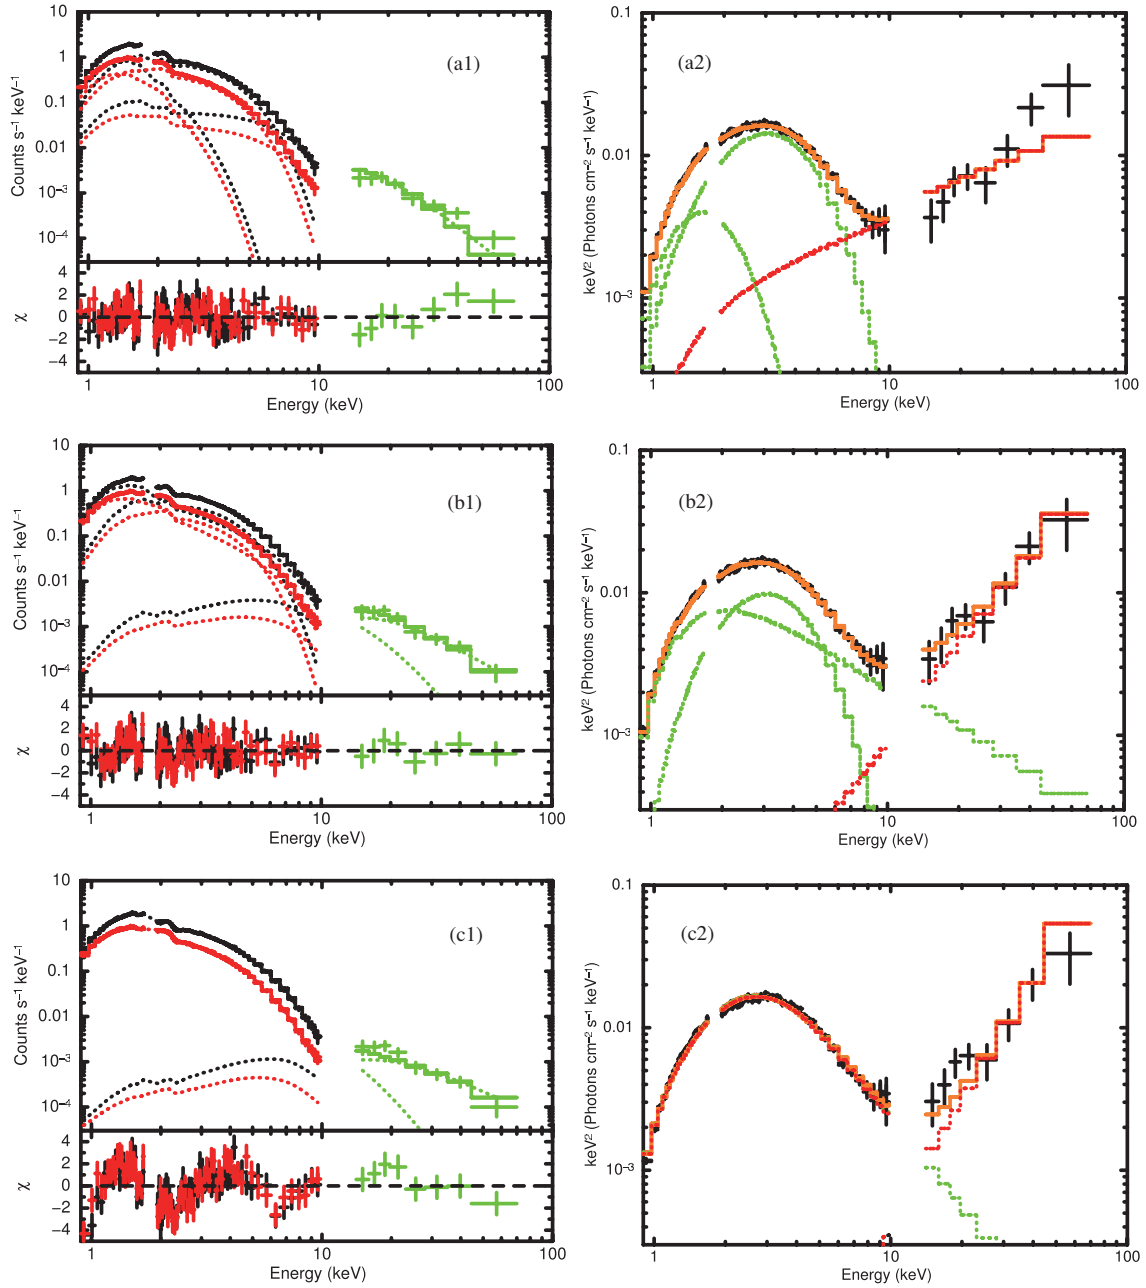 10
1
0.1
0.01
10⁻³
10⁻⁴
Counts s⁻¹ keV⁻¹
(a1)
4
2
0
−2
−4
χ
1
10
100
Energy (keV)
0.1
0.01
10⁻³
keV² (Photons cm⁻² s⁻¹ keV⁻¹)
(a2)
1
10
100
Energy (keV)
10
1
0.1
0.01
10⁻³
10⁻⁴
Counts s⁻¹ keV⁻¹
(b1)
4
2
0
−2
−4
χ
1
10
100
Energy (keV)
0.1
0.01
10⁻³
keV² (Photons cm⁻² s⁻¹ keV⁻¹)
(b2)
1
10
100
Energy (keV)
10
1
0.1
0.01
10⁻³
10⁻⁴
Counts s⁻¹ keV⁻¹
(c1)
4
2
0
−2
−4
χ
1
10
100
Energy (keV)
0.1
0.01
10⁻³
keV² (Photons cm⁻² s⁻¹ keV⁻¹)
(c2)
1
10
100
Energy (keV)